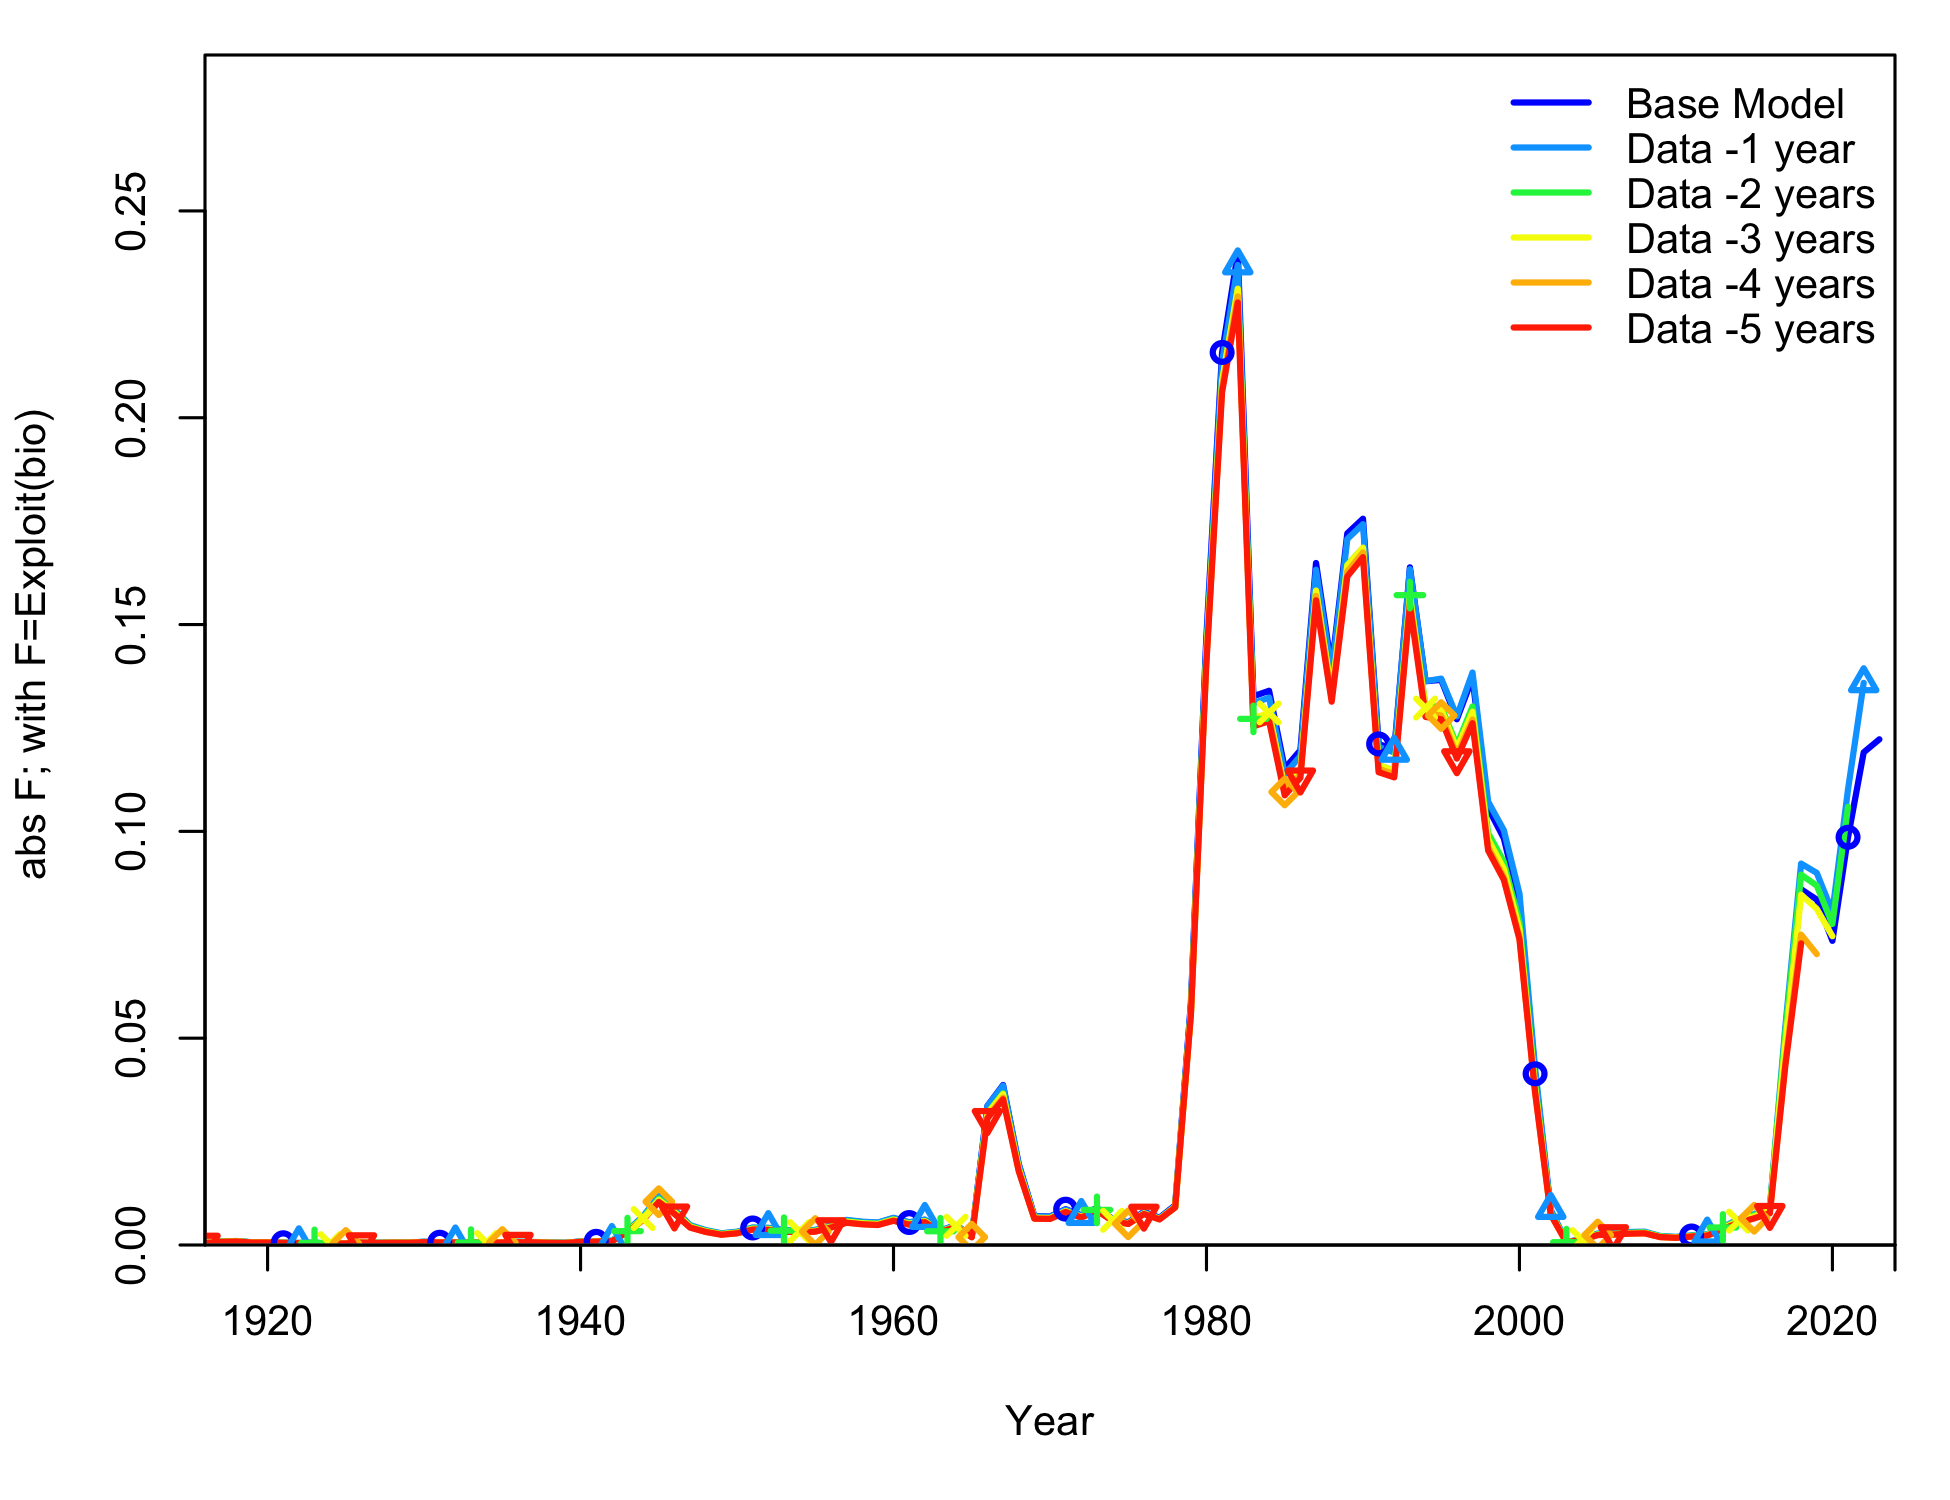 Base Model
Data -1 year
Data -2 years
Data -3 years
Data -4 years
Data -5 years
abs F; with F=Exploit(bio)
0.25
0.20
0.15
0.10
0.05
0.00
1920 1940 1960 1980 2000 2020
Year